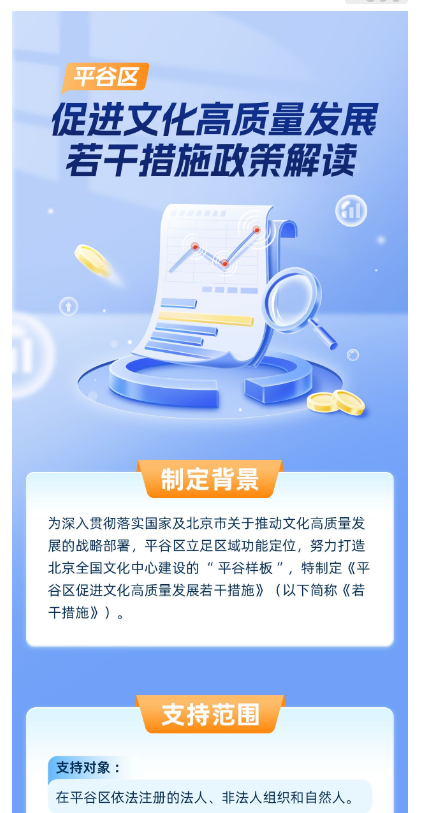 平谷区
促进文化高质量发展
若干措施政策解读
制定背景
为深入贯彻落实国家及北京市关于推动文化高质量发
展的战略部署，平谷区立足区域功能定位，努力打造
北京全国文化中心建设的“平谷样板”，特制定《平
谷区促进文化高质量发展若干措施》（以下简称《若
干措施》）。
支持范围
支持对象：
在平谷区依法注册的法人、非法人组织和自然人。